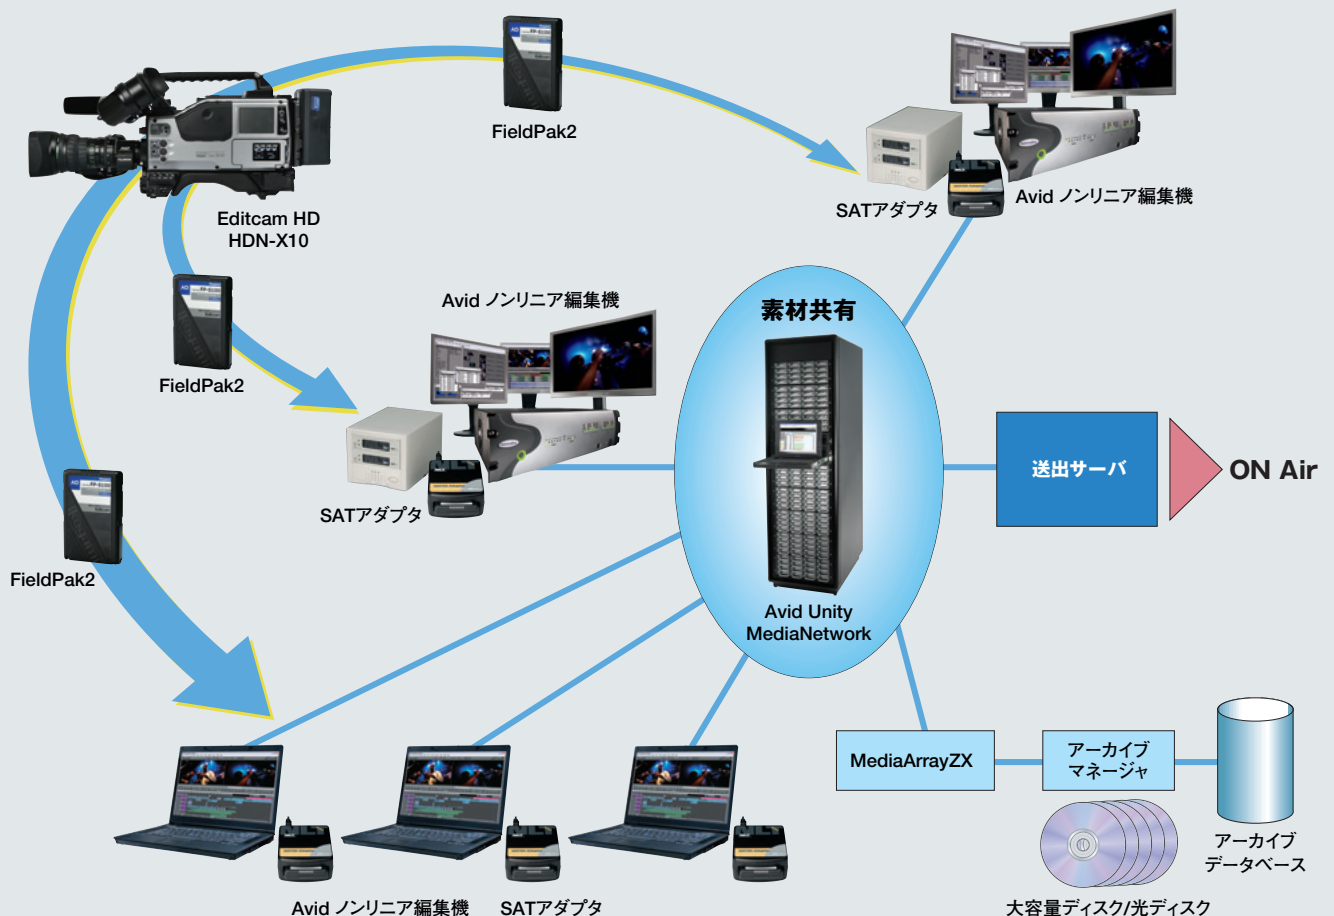 FieldPak2
Editcam HD
HDN-X10
SATアダプタ
Avid ノンリニア編集機
FieldPak2
Avid ノンリニア編集機
SATアダプタ
FieldPak2
素材共有
Avid Unity
MediaNetwork
送出サーバ
ON Air
MediaArrayZX
アーカイブ
マネージャ
アーカイブ
データベース
大容量ディスク/光ディスク
Avid ノンリニア編集機
SATアダプタ